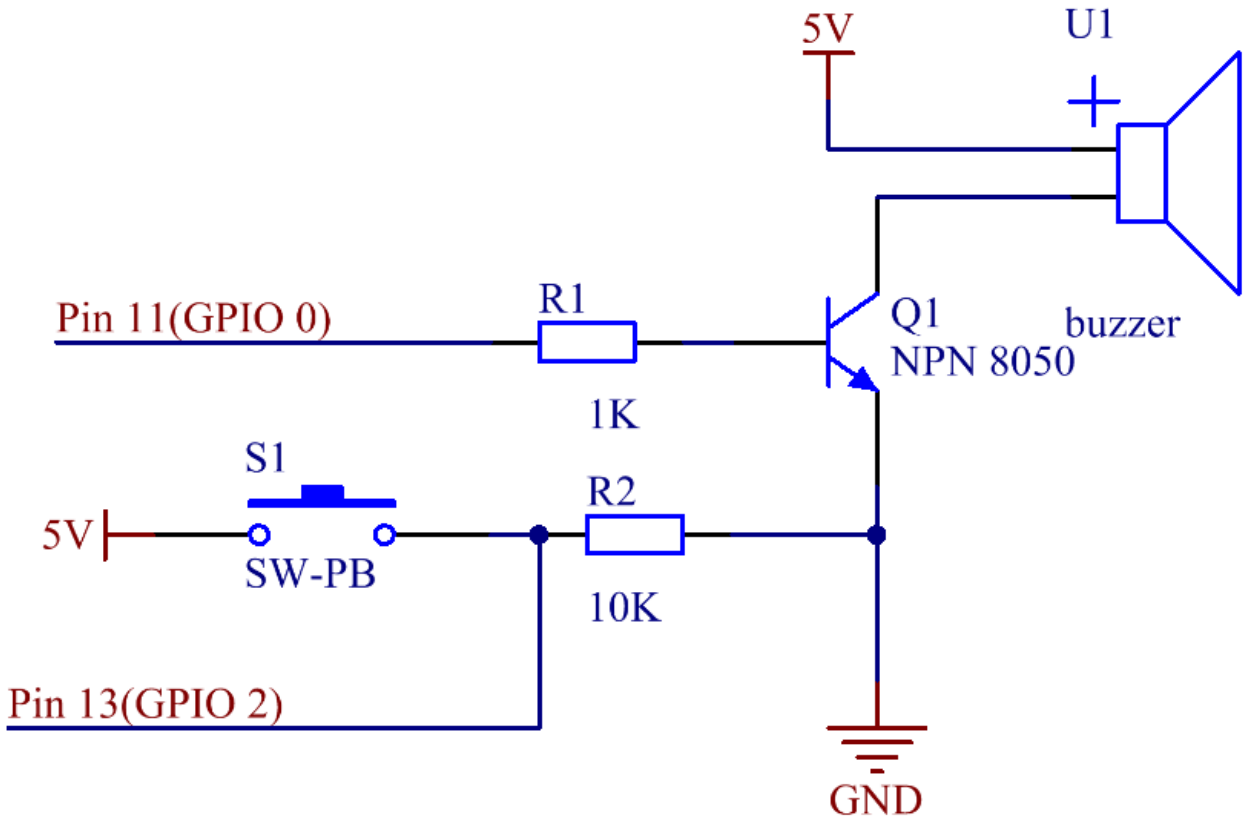 5V
U1
Pin 11(GPIO 0)
R1
Q1
NPN 8050
buzzer
1K
S1
R2
5V
SW-PB
10K
Pin 13(GPIO 2)
GND